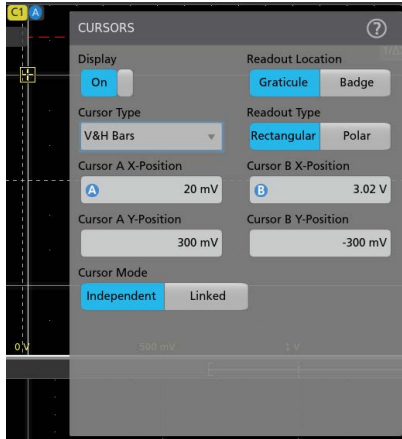 C1 A
CURSORS ?
Display Readout Location
On Graticule Badge
Cursor Type Readout Type
V&H Bars Rectangular Polar
Cursor A X-Position Cursor B X-Position
A 20 mV B 3.02 V
Cursor A Y-Position Cursor B Y-Position
300 mV -300 mV
Cursor Mode
Independent Linked
0 V 500 mV 1 V